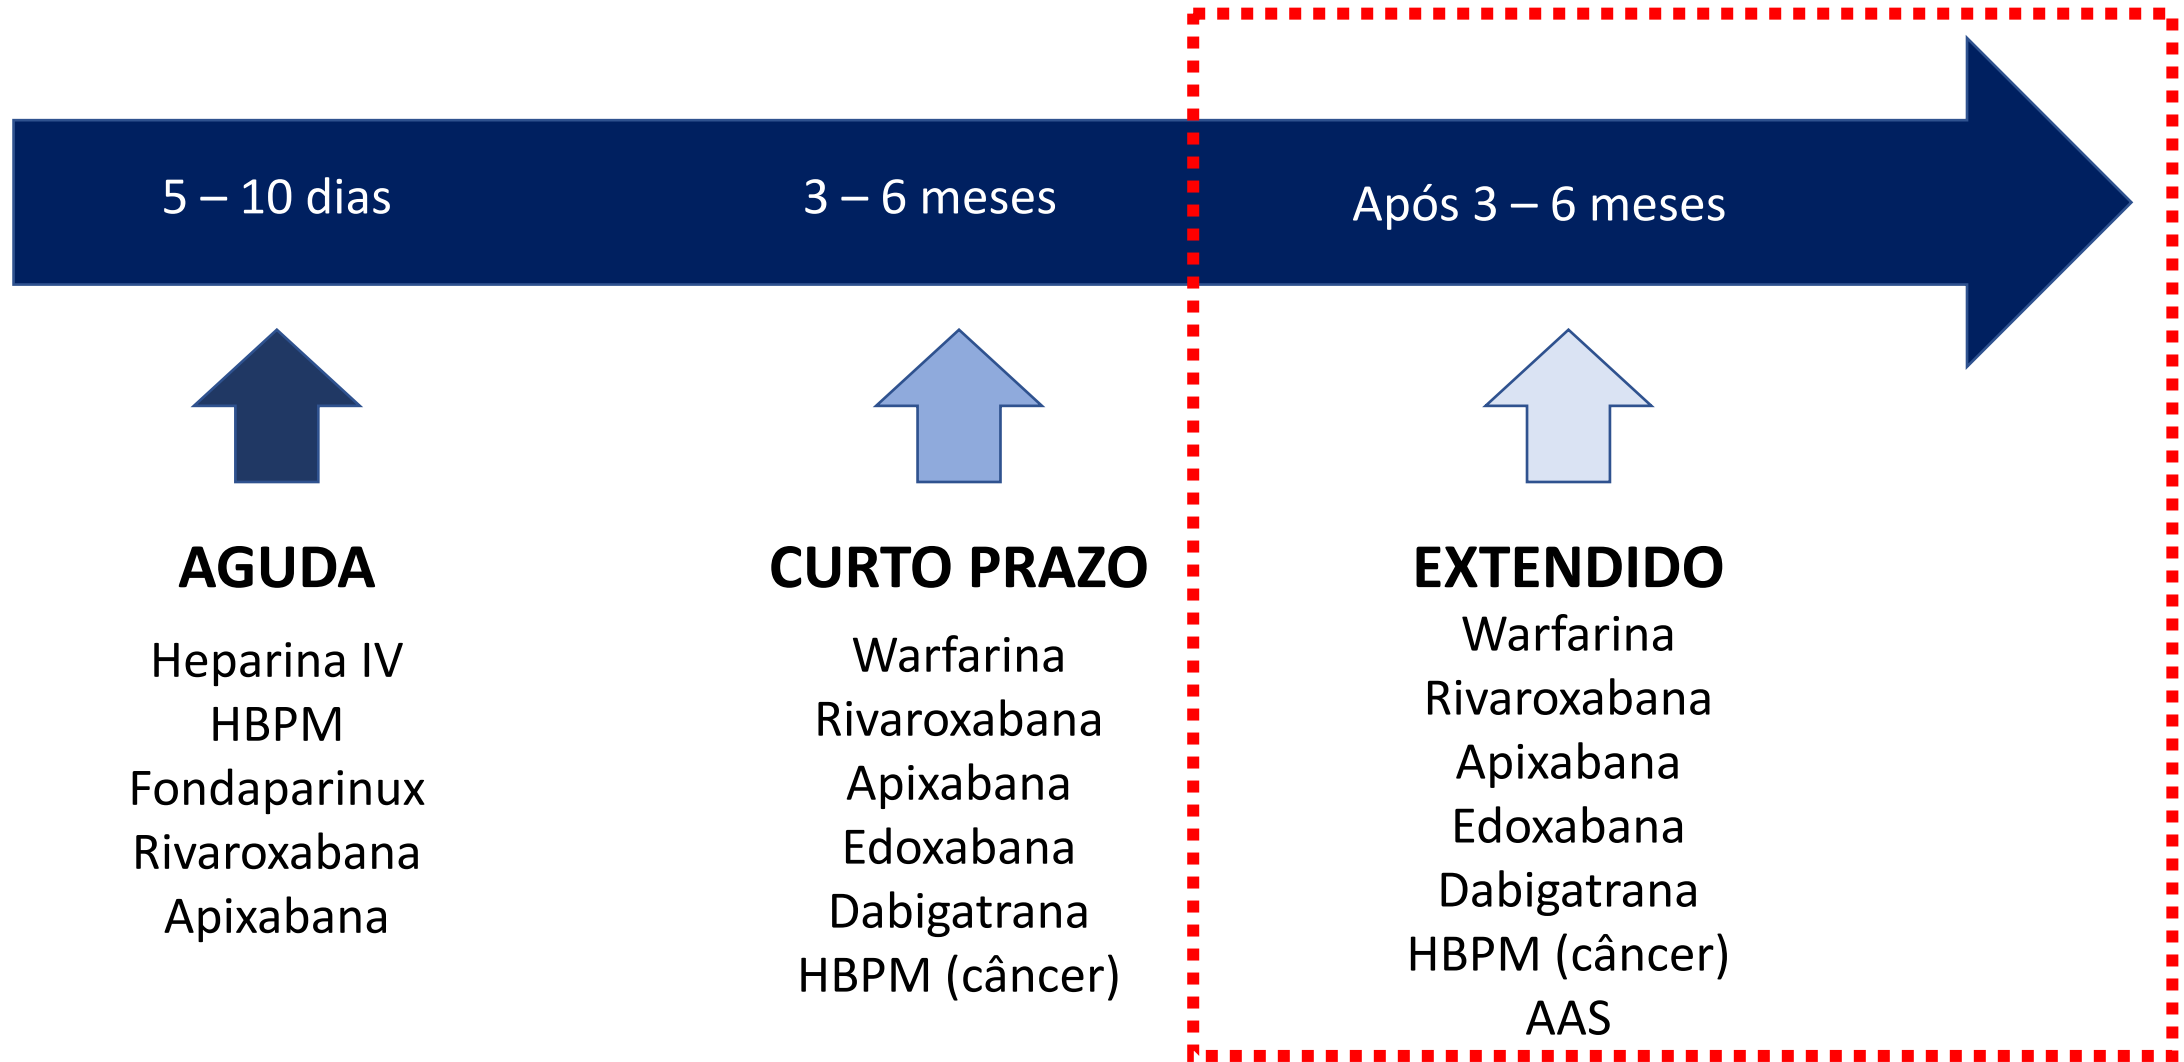 5 – 10 dias
3 – 6 meses
Após 3 – 6 meses
AGUDA
Heparina IV
HBPM
Fondaparinux
Rivaroxabana
Apixabana
CURTO PRAZO
Warfarina
Rivaroxabana
Apixabana
Edoxabana
Dabigatrana
HBPM (câncer)
EXTENDIDO
Warfarina
Rivaroxabana
Apixabana
Edoxabana
Dabigatrana
HBPM (câncer)
AAS